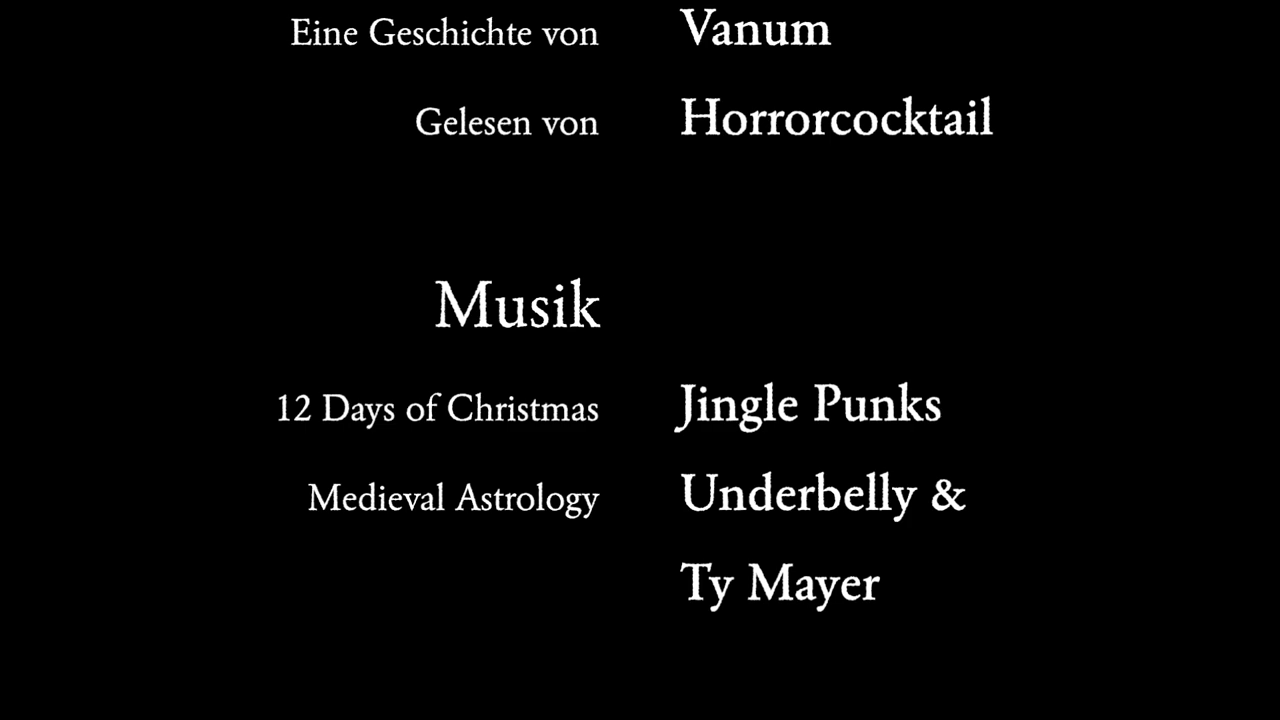 Eine Geschichte von Vanum
Gelesen von Horrorcocktail
Musik
12 Days of Christmas Jingle Punks
Medieval Astrology Underbelly &
Ty Mayer